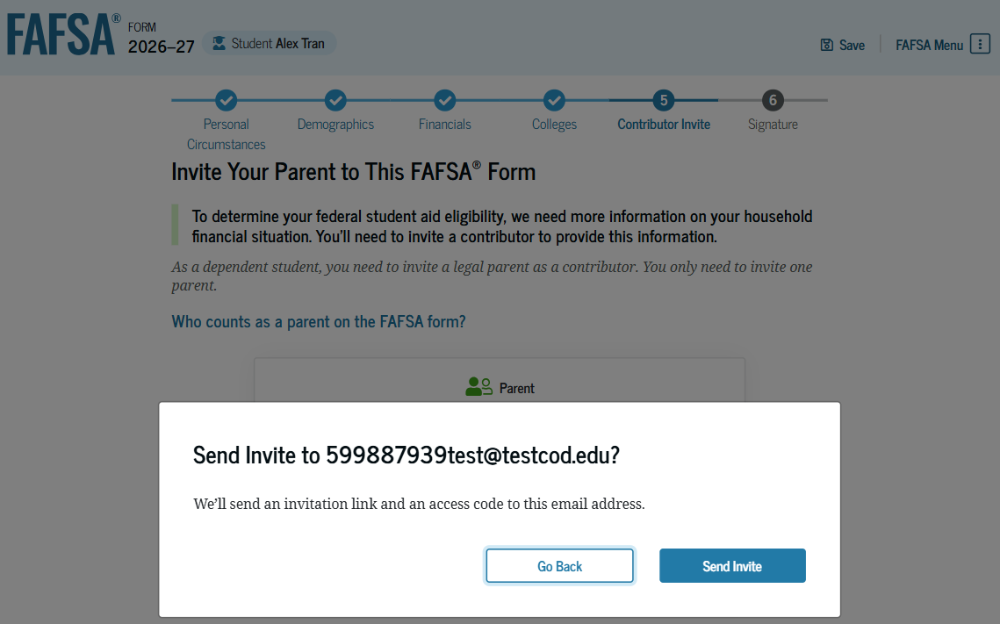 FAFSA®
FORM
2026–27
Student Alex Tran
Save
FAFSA Menu
Personal Circumstances
Demographics
Financials
Colleges
5
Contributor Invite
6
Signature
Invite Your Parent to This FAFSA® Form
To determine your federal student aid eligibility, we need more information on your household
financial situation. You’ll need to invite a contributor to provide this information.
As a dependent student, you need to invite a legal parent as a contributor. You only need to invite one
parent.
Who counts as a parent on the FAFSA form?
Parent
Send Invite to 599887939test@testcod.edu?
We’ll send an invitation link and an access code to this email address.
Go Back
Send Invite